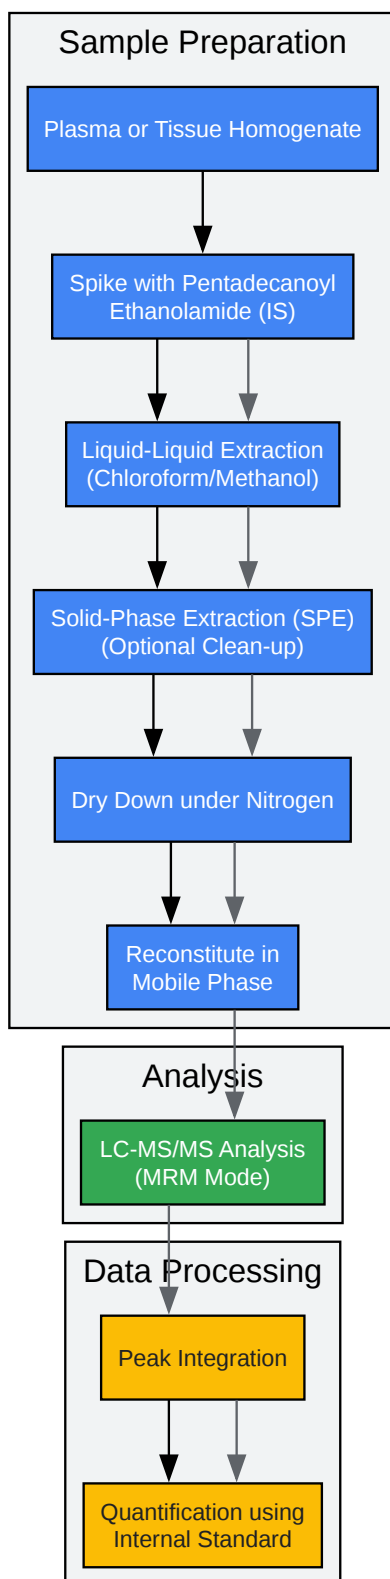 Sample Preparation
Plasma or Tissue Homogenate
Spike with Pentadecanoyl
Ethanolamide (IS)
Liquid-Liquid Extraction
(Chloroform/Methanol)
Solid-Phase Extraction (SPE)
(Optional Clean-up)
Dry Down under Nitrogen
Reconstitute in
Mobile Phase
Analysis
LC-MS/MS Analysis
(MRM Mode)
Data Processing
Peak Integration
Quantification using
Internal Standard